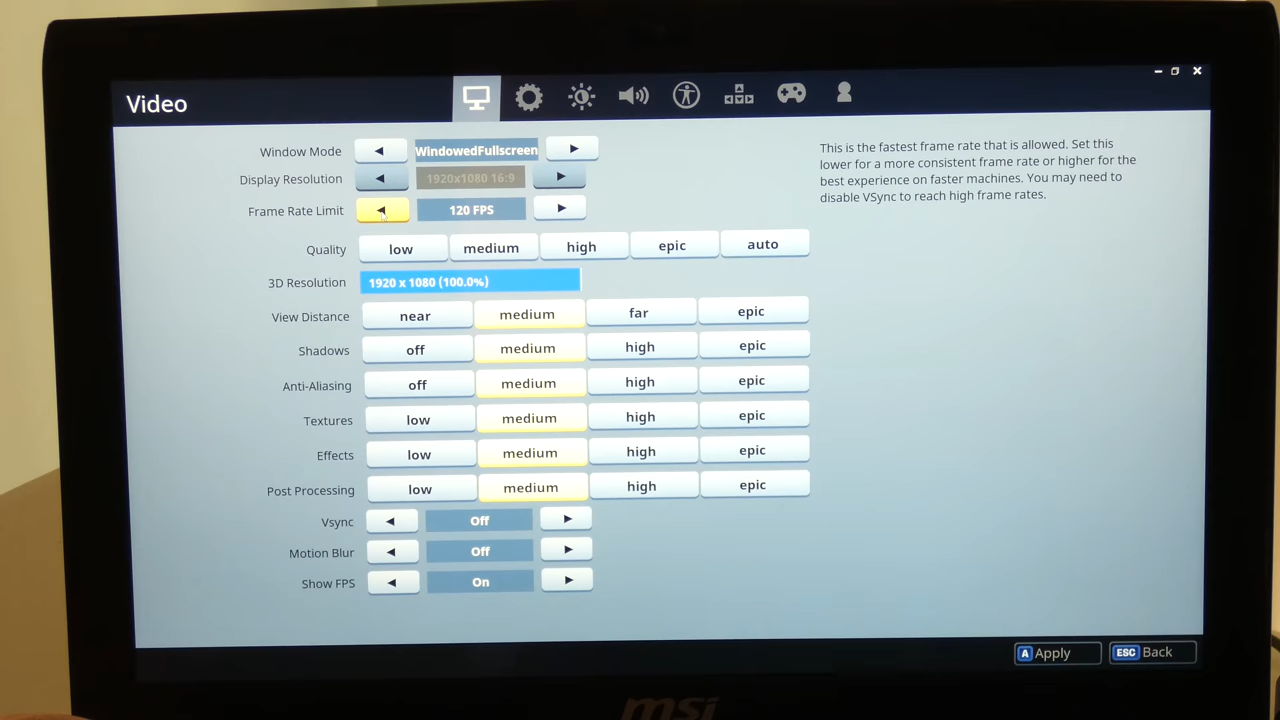 Video
Window Mode WindowedFullscreen
Display Resolution 1920x1080 16:9
Frame Rate Limit 120 FPS
Quality low medium high epic auto
3D Resolution 1920 x 1080 (100.0%)
View Distance near medium far epic
Shadows off medium high epic
Anti-Aliasing off medium high epic
Textures low medium high epic
Effects low medium high epic
Post Processing low medium high epic
Vsync Off
Motion Blur Off
Show FPS On
This is the fastest frame rate that is allowed. Set this
lower for a more consistent frame rate or higher for the
best experience on faster machines. You may need to
disable VSync to reach high frame rates.
A Apply ESC Back
msi